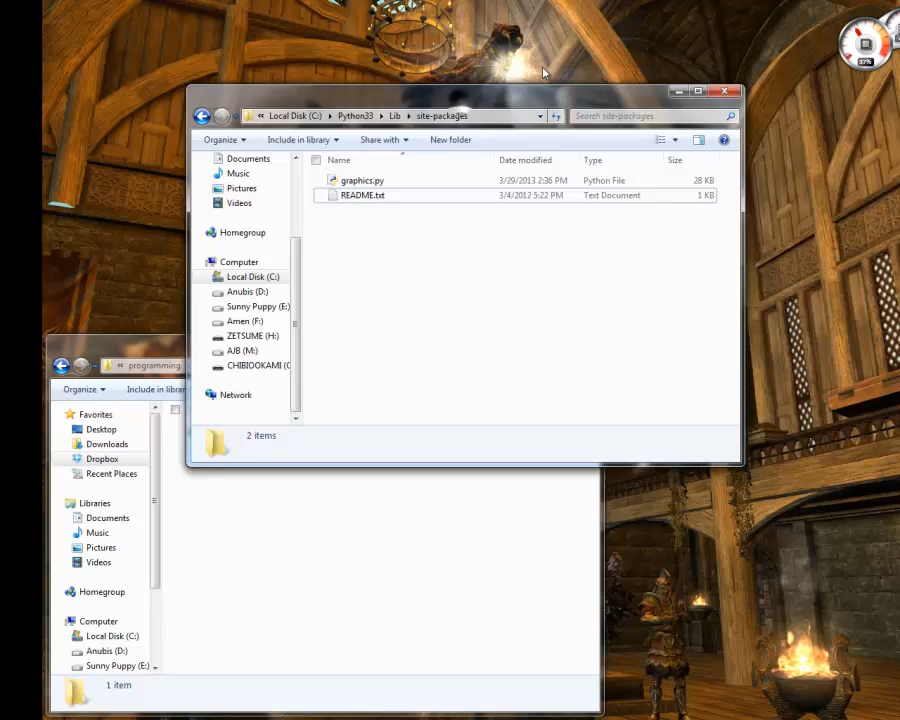 37%
« Local Disk (C:) ▸ Python33 ▸ Lib ▸ site-packages
Search site-packages
Organize ▾ Include in library ▾ Share with ▾ New folder
Name Date modified Type Size
graphics.py 3/29/2013 2:36 PM Python File 28 KB
README.txt 3/4/2012 5:22 PM Text Document 1 KB
Documents
Music
Pictures
Videos
Homegroup
Computer
Local Disk (C:)
Anubis (D:)
Sunny Puppy (E:)
Amen (F:)
ZETSUME (H:)
AJB (M:)
CHIBIOOKAMI (
Network
2 items
« programming
Organize ▾ Include in librar
Favorites
Desktop
Downloads
Dropbox
Recent Places
Libraries
Documents
Music
Pictures
Videos
Homegroup
Computer
Local Disk (C:)
Anubis (D:)
Sunny Puppy (E:)
1 item